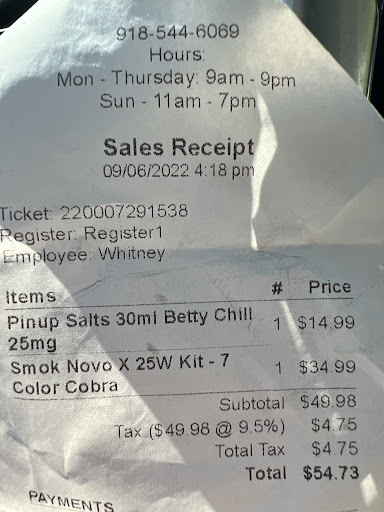 918-544-6069
Hours:
Mon - Thursday: 9am - 9pm
Sun - 11am - 7pm
Sales Receipt
09/06/2022 4:18 pm
Ticket: 220007291538
Register: Register1
Employee: Whitney
Items # Price
Pinup Salts 30ml Betty Chill 1 $14.99
25mg
Smok Novo X 25W Kit - 7 1 $34.99
Color Cobra
Subtotal $49.98
Tax ($49.98 @ 9.5%) $4.75
Total Tax $4.75
Total $54.73
PAYMENTS